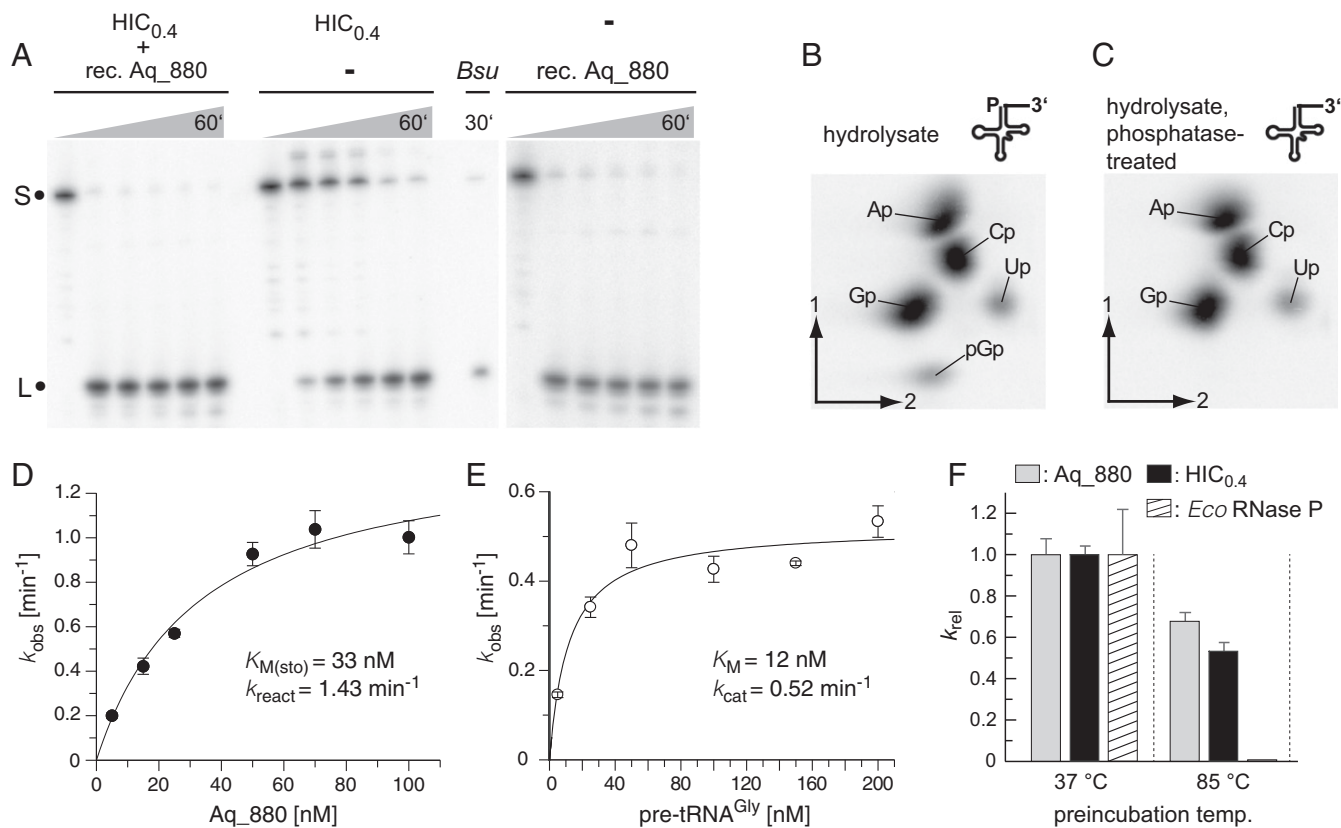 A
HIC0.4
+
rec. Aq_880
HIC0.4
-
Bsu
-
rec. Aq_880
60‘
60‘
30‘
60‘
S
L
B
hydrolysate
P
3‘
Ap
Cp
Up
Gp
pGp
1
2
C
hydrolysate,
phosphatase-
treated
3‘
Ap
Cp
Up
Gp
1
2
D
kobs [min-1]
1.2
1.0
0.8
0.6
0.4
0.2
0
KM(sto) = 33 nM
kreact = 1.43 min-1
0 20 40 60 80 100
Aq_880 [nM]
E
kobs [min-1]
0.6
0.4
0.2
0
KM = 12 nM
kcat = 0.52 min-1
0 40 80 120 160 200
pre-tRNAGly [nM]
F
: Aq_880 : HIC0.4
: Eco RNase P
krel
1.0
0.8
0.6
0.4
0.2
0
37 °C 85 °C
preincubation temp.